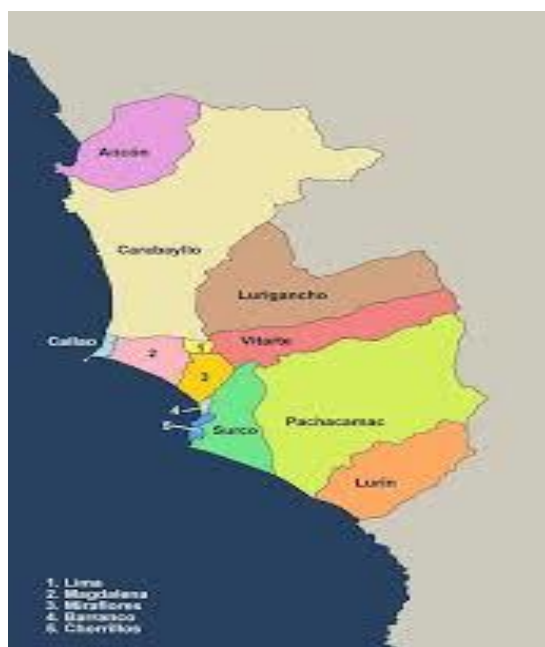 Ancón
Carabayllo
Lurigancho
Callao
2
1
Vitarte
3
4
5
Surco
Pachacamac
Lurin
1. Lima
2. Magdalena
3. Miraflores
4. Barranco
5. Chorrillos